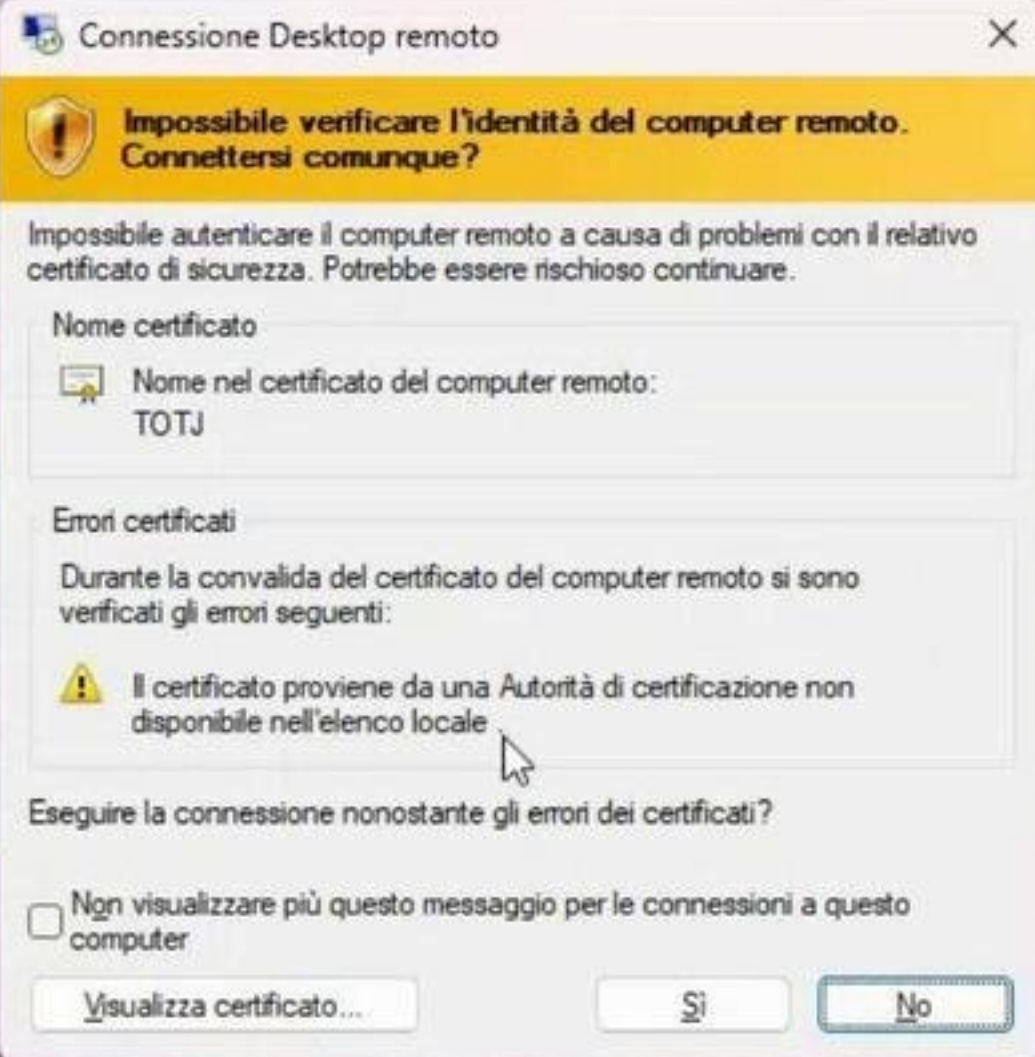 Connessione Desktop remoto
Impossibile verificare l'identità del computer remoto.
Connettersi comunque?
Impossibile autenticare il computer remoto a causa di problemi con il relativo
certificato di sicurezza. Potrebbe essere rischioso continuare.
Nome certificato
Nome nel certificato del computer remoto:
TOTJ
Errori certificati
Durante la convalida del certificato del computer remoto si sono
verificati gli errori seguenti:
Il certificato proviene da una Autorità di certificazione non
disponibile nell'elenco locale
Eseguire la connessione nonostante gli errori dei certificati?
Non visualizzare più questo messaggio per le connessioni a questo
computer
Visualizza certificato...
Sì
No